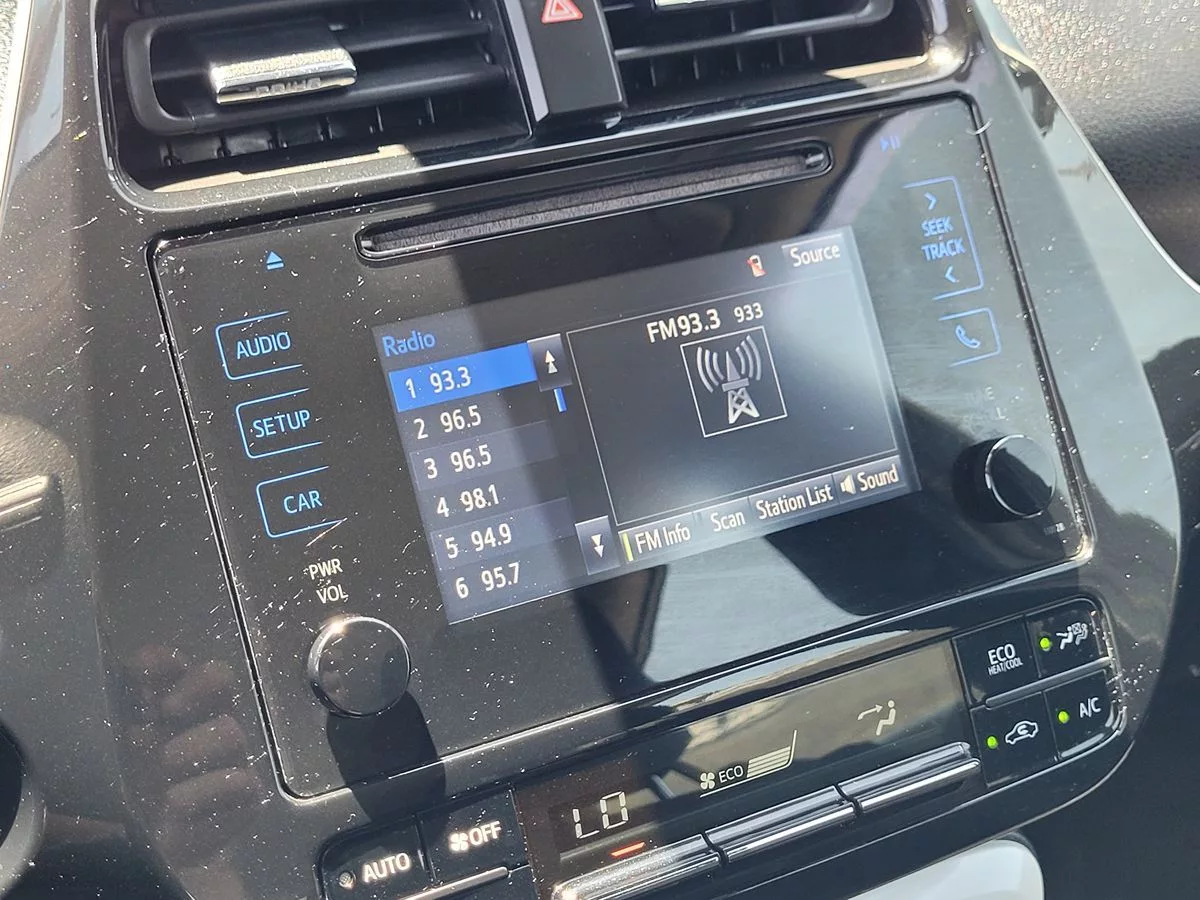 AUDIO
SETUP
CAR
PWR
VOL
Source
Radio
FM93.3 933
1 93.3
2 96.5
3 96.5
4 98.1
5 94.9
6 95.7
FM Info
Scan
Station List
Sound
SEEK
TRACK
ECO
HEAT/COOL
A/C
ECO
LO
OFF
AUTO